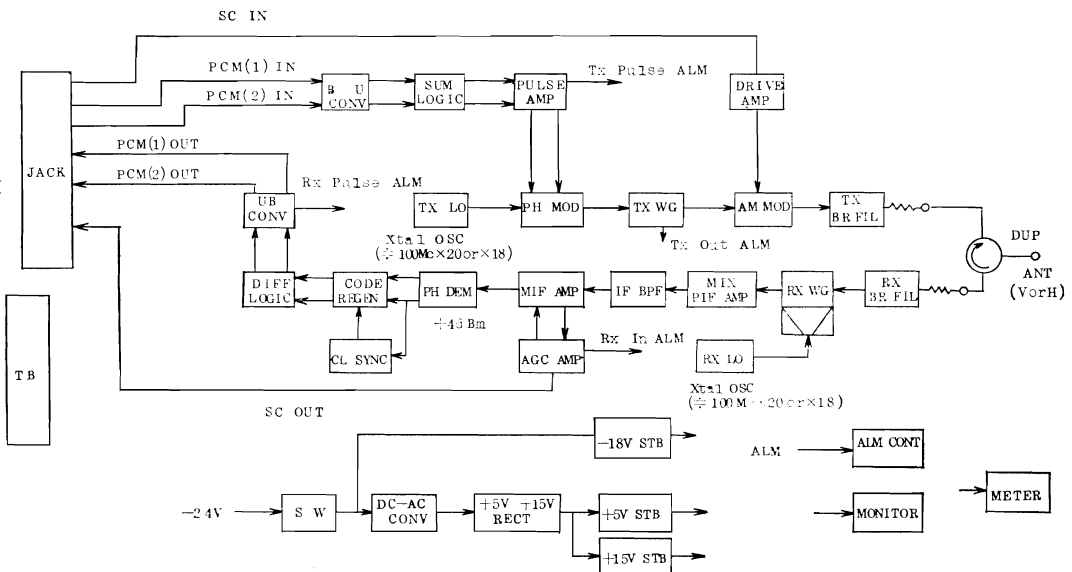 SC IN
PCM(1) IN
PCM(2) IN
B U
CONV
SUM
LOGIC
PULSE
AMP
Tx Pulse ALM
DRIVE
AMP
JACK
PCM(1) OUT
PCM(2) OUT
UB
CONV
Rx Pulse ALM
TX LO
PH MOD
TX WG
AM MOD
TX
BR FIL
Xtal OSC
(≑100Mc×20or×18)
Tx Out ALM
DUP
ANT
(VorH)
DIFF
LOGIC
CODE
REGEN
PH DEM
MIF AMP
IF BPF
MIX
PIF AMP
RX WG
RX
BR FIL
CL SYNC
AGC AMP
Rx In ALM
RX LO
Xtal OSC
TB
SC OUT
-18V STB
ALM
ALM CONT
-24V
SW
DC-AC
CONV
+5V +15V
RECT
+5V STB
+15V STB
MONITOR
METER